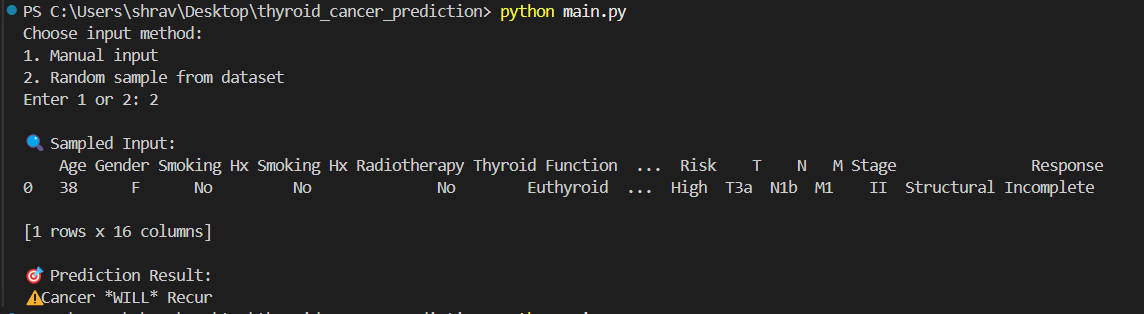 PS C:\Users\shrav\Desktop\thyroid_cancer_prediction> python main.py
Choose input method:
1. Manual input
2. Random sample from dataset
Enter 1 or 2: 2
🔍 Sampled Input:
Age Gender Smoking Hx Smoking Hx Radiotherapy Thyroid Function ... Risk T N M Stage Response
0 38 F No No No Euthyroid ... High T3a N1b M1 II Structural Incomplete
[1 rows x 16 columns]
🎯 Prediction Result:
⚠️Cancer *WILL* Recur